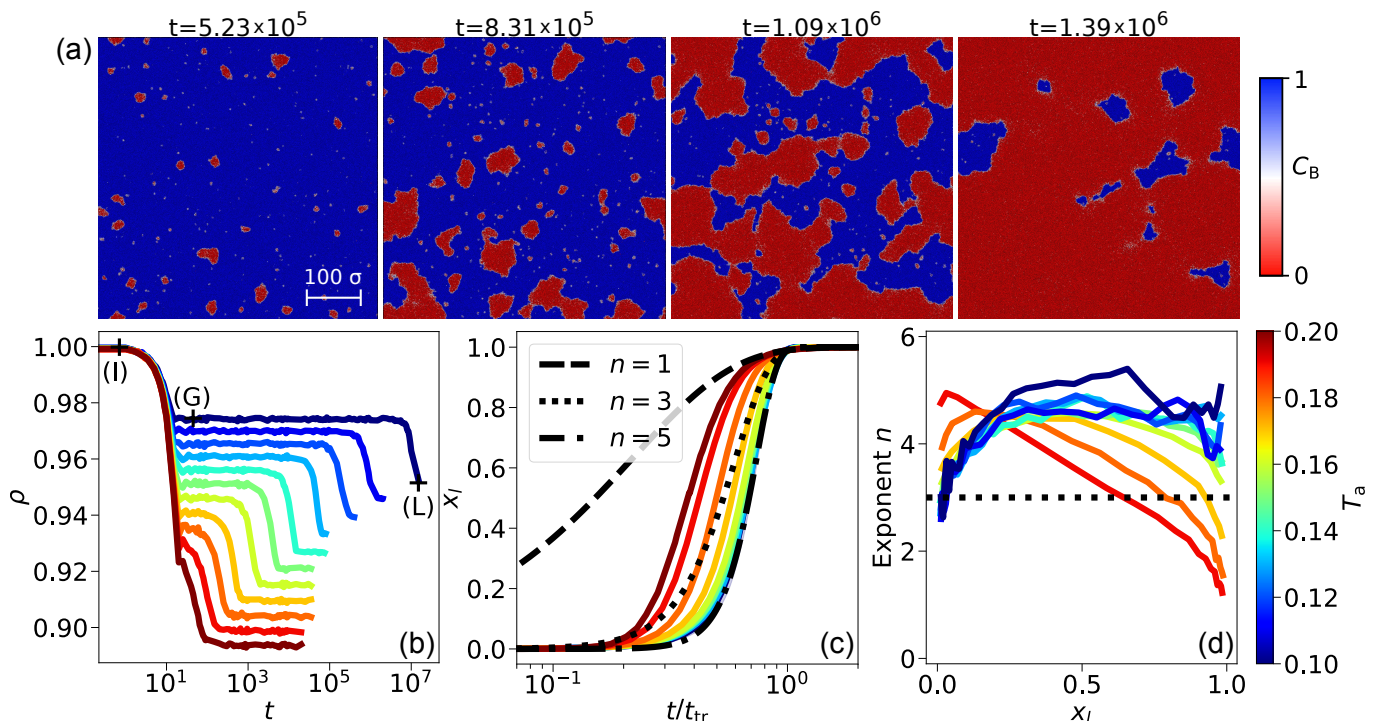 t=5.23×10⁵
t=8.31×10⁵
t=1.09×10⁶
t=1.39×10⁶
(a)
100 σ
1
C_B
0
1.00
0.98
0.96
0.94
0.92
0.90
ρ
(I)
(G)
(L)
(b)
10¹
10³
10⁵
10⁷
t
1.0
0.8
0.6
0.4
0.2
0.0
x_l
n = 1
n = 3
n = 5
(c)
10⁻¹
10⁰
t/t_tr
6
4
2
0
Exponent n
(d)
0.0
0.5
1.0
x_l
0.20
0.18
0.16
0.14
0.12
0.10
T_a